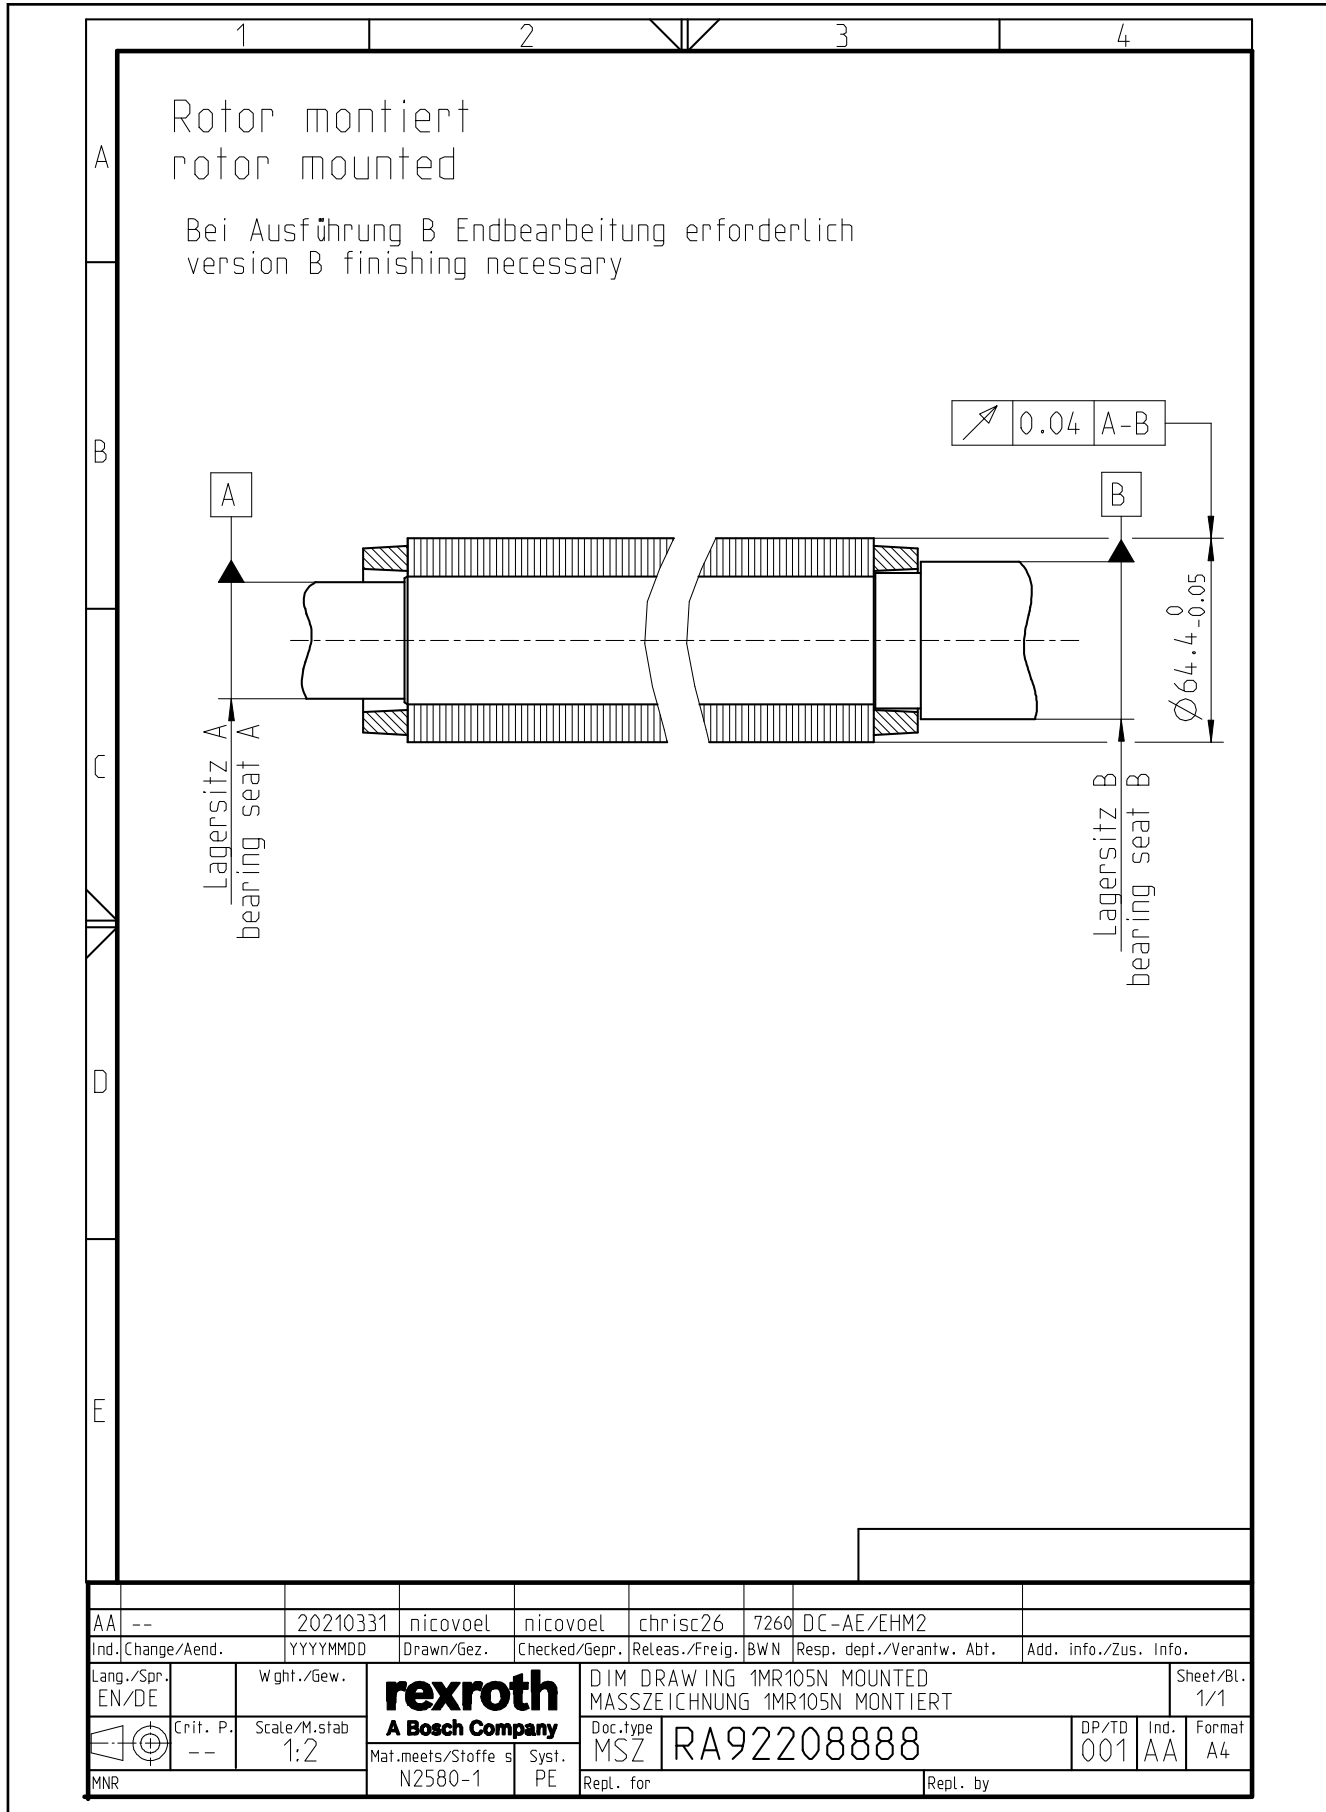 1 2 3 4
A
B
C
D
E
Rotor montiert
rotor mounted
Bei Ausführung B Endbearbeitung erforderlich
version B finishing necessary
0.04 A-B
A
B
Ø64.4 0 -0.05
Lagersitz A
bearing seat A
Lagersitz B
bearing seat B
AA -- 20210331 nicovoel nicovoel chrisc26 7260 DC-AE/EHM2
Ind. Change/Aend. YYYYMMDD Drawn/Gez. Checked/Gepr. Releas./Freig. BWN Resp. dept./Verantw. Abt. Add. info./Zus. Info.
Lang./Spr. Wght./Gew.
EN/DE
Crit. P. Scale/M.stab
-- 1:2
MNR
rexroth
A Bosch Company
Mat.meets/Stoffe s Syst.
N2580-1 PE
DIM DRAWING 1MR105N MOUNTED
MASSZEICHNUNG 1MR105N MONTIERT
Sheet/Bl.
1/1
Doc.type DP/TD Ind. Format
MSZ RA92208888 001 AA A4
Repl. for Repl. by